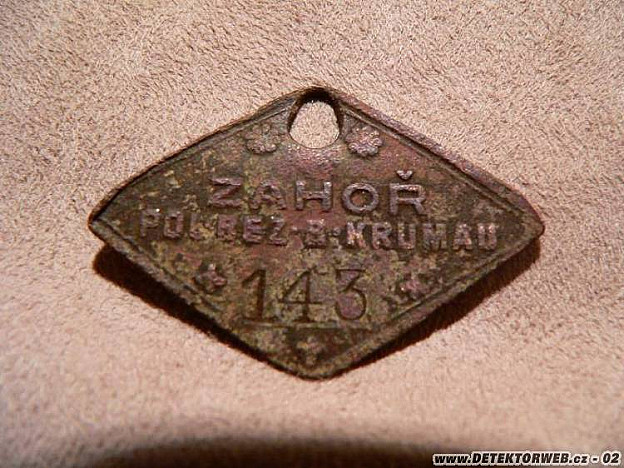 ZAHOŘ
POL·BEZ·B·KRUMAU
143
www.DETEKTORWEB.cz - 02